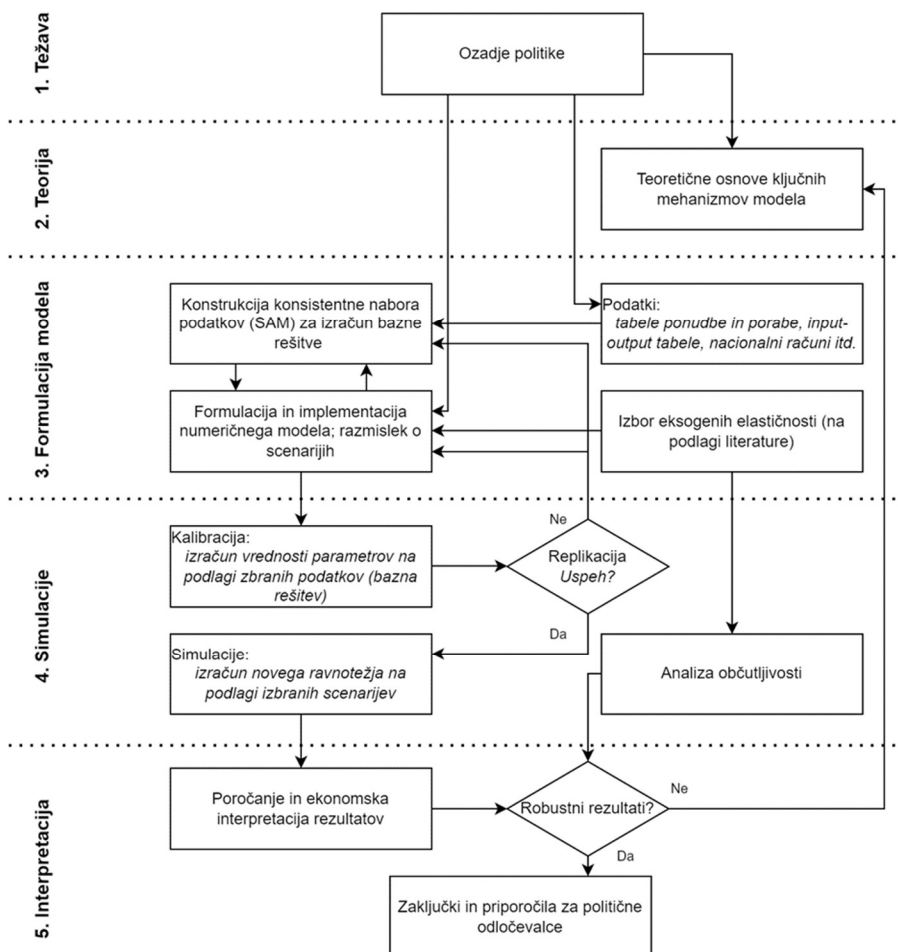 1. Težava
Ozadje politike
2. Teorija
Teoretične osnove ključnih
mehanizmov modela
3. Formulacija modela
Konstrukcija konsistentne nabora
podatkov (SAM) za izračun bazne
rešitve
Podatki:
tabele ponudbe in porabe, input-
output tabele, nacionalni računi itd.
Formulacija in implementacija
numeričnega modela; razmislek o
scenarijih
Izbor eksogenih elastičnosti (na
podlagi literature)
4. Simulacije
Kalibracija:
izračun vrednosti parametrov na
podlagi zbranih podatkov (bazna
rešitev)
Ne
Replikacija
Uspeh?
Da
Simulacije:
izračun novega ravnotežja na
podlagi izbranih scenarijev
Analiza občutljivosti
5. Interpretacija
Poročanje in ekonomska
interpretacija rezultatov
Robustni rezultati?
Ne
Da
Zaključki in priporočila za politične
odločevalce